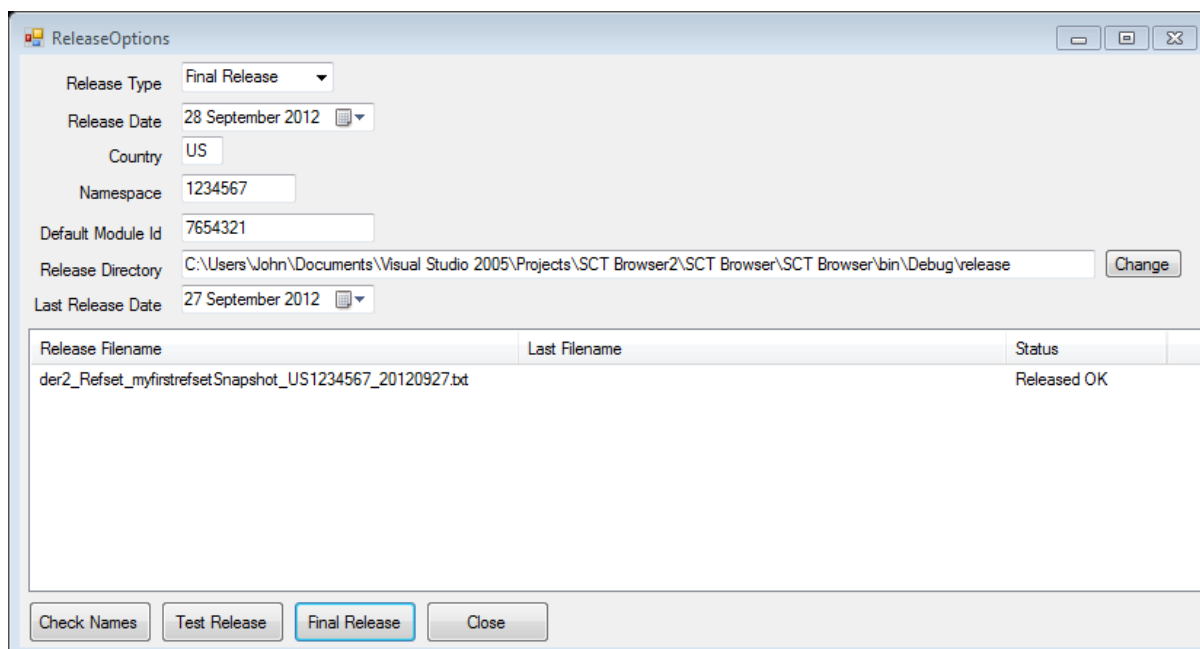 ReleaseOptions
Release Type Final Release
Release Date 28 September 2012
Country US
Namespace 1234567
Default Module Id 7654321
Release Directory C:\Users\John\Documents\Visual Studio 2005\Projects\SCT Browser2\SCT Browser\SCT Browser\bin\Debug\release Change
Last Release Date 27 September 2012
Release Filename Last Filename Status
der2_Refset_myfirstrefsetSnapshot_US1234567_20120927.txt Released OK
Check Names Test Release Final Release Close